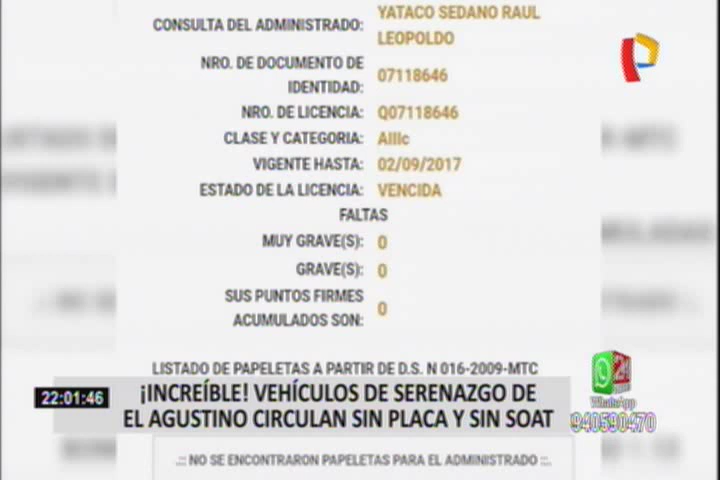 CONSULTA DEL ADMINISTRADO: YATACO SEDANO RAUL
LEOPOLDO
NRO. DE DOCUMENTO DE
IDENTIDAD: 07118646
NRO. DE LICENCIA: Q07118646
CLASE Y CATEGORIA: AIIIc
VIGENTE HASTA: 02/09/2017
ESTADO DE LA LICENCIA: VENCIDA
FALTAS
MUY GRAVE(S): 0
GRAVE(S): 0
SUS PUNTOS FIRMES
ACUMULADOS SON: 0
LISTADO DE PAPELETAS A PARTIR DE D.S. N 016-2009-MTC
22:01:46
¡INCREÍBLE! VEHÍCULOS DE SERENAZGO DE
EL AGUSTINO CIRCULAN SIN PLACA Y SIN SOAT
24H
WhatsApp
940590470
.:: NO SE ENCONTRARON PAPELETAS PARA EL ADMINISTRADO ::.